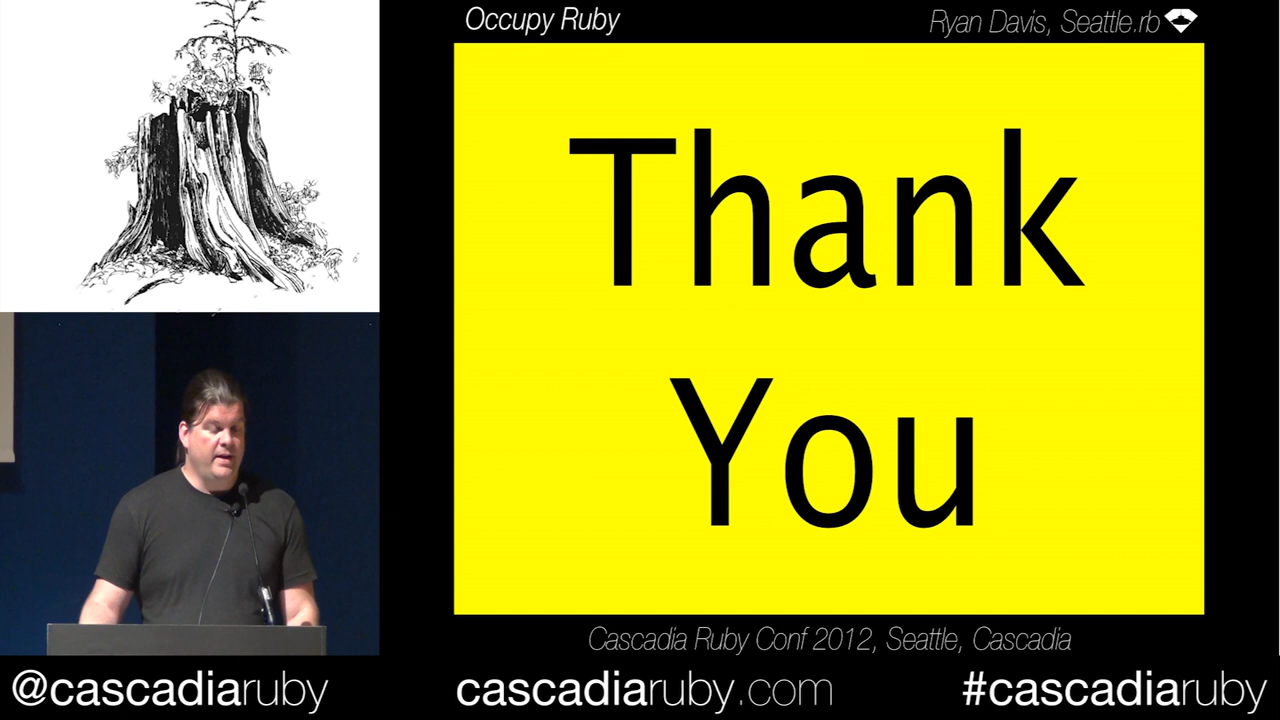 Occupy Ruby
Ryan Davis, Seattle.rb
Thank
You
Cascadia Ruby Conf 2012, Seattle, Cascadia
@cascadiaruby
cascadiaruby.com
#cascadiaruby